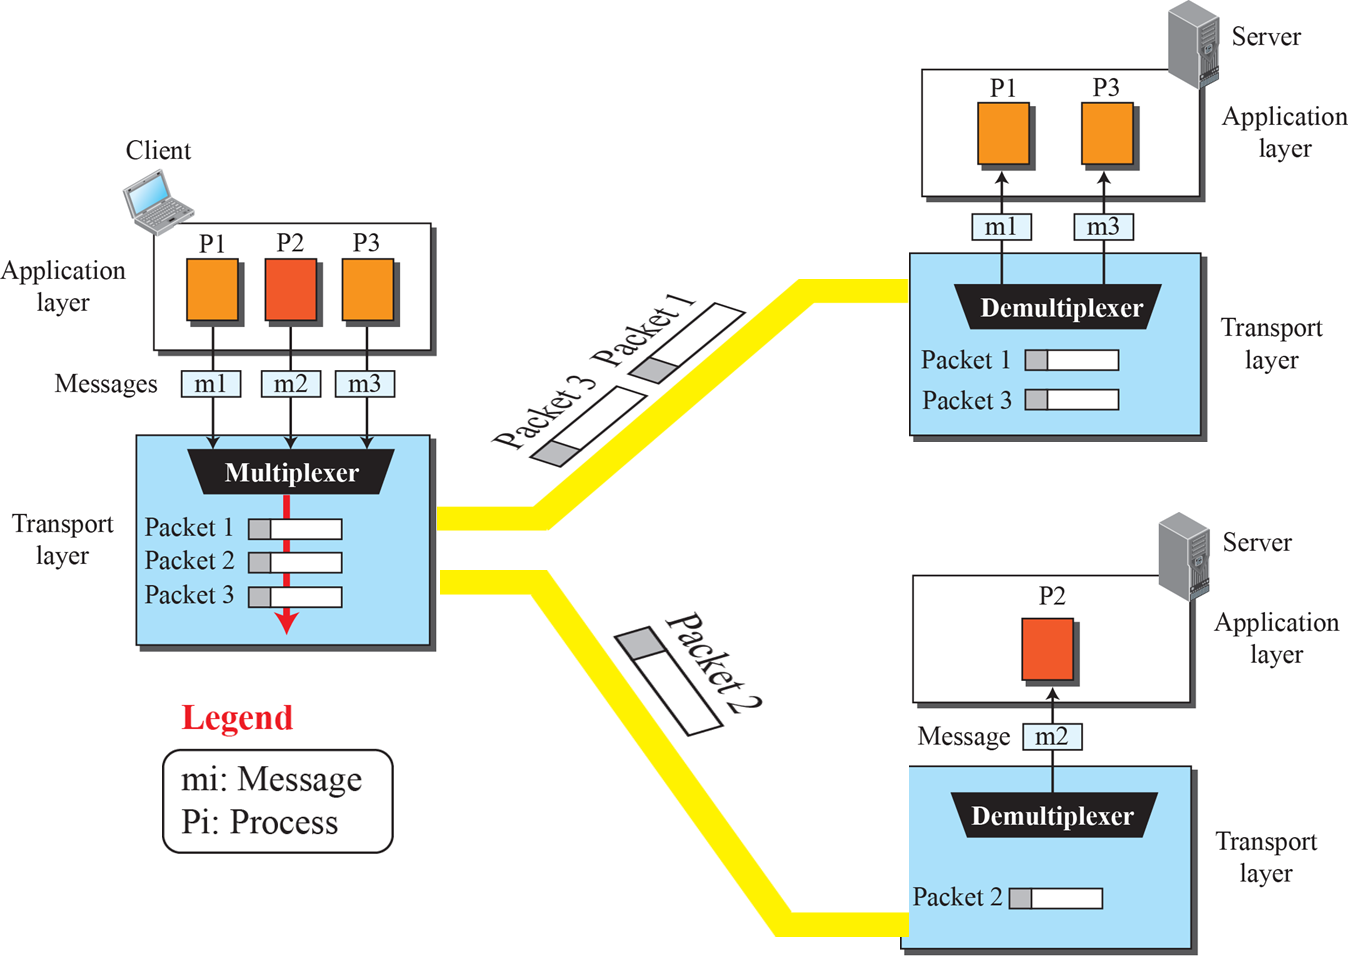 Client
Application
layer
P1 P2 P3
Messages
m1 m2 m3
Multiplexer
Transport
layer
Packet 1
Packet 2
Packet 3
Legend
mi: Message
Pi: Process
Packet 3
Packet 1
Packet 2
Server
Application
layer
P1 P3
m1 m3
Demultiplexer
Transport
layer
Packet 1
Packet 3
Server
Application
layer
P2
Message m2
Demultiplexer
Transport
layer
Packet 2